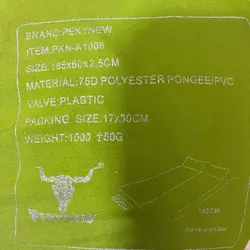 BRAND: PEKYNEW
ITEM:PKN-A1006
SIZE:185x60x2.5CM
MATERIAL:75D POLYESTER PONGEE/PVC
VALVE:PLASTIC
PACKING SIZE:17x30CM
WEIGHT:1000 ±50G